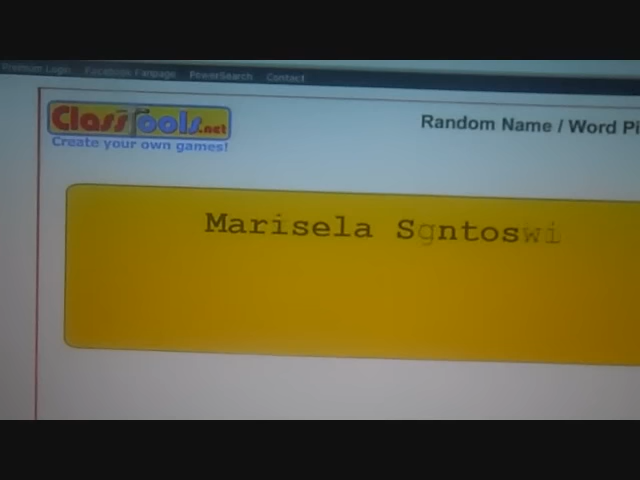 Premium Login Facebook Fanpage PowerSearch Contact
ClassTools.net
Create your own games!
Random Name / Word Pi
Marisela Sgntoswi